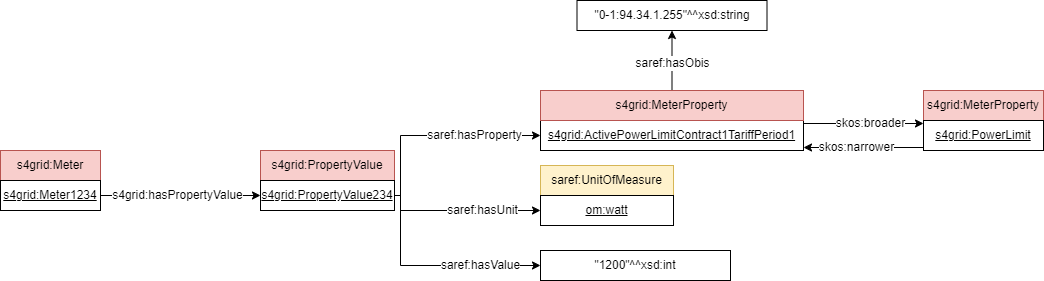 "0-1:94.34.1.255"^^xsd:string
saref:hasObis
s4grid:MeterProperty
s4grid:ActivePowerLimitContract1TariffPeriod1
skos:broader
skos:narrower
s4grid:MeterProperty
s4grid:PowerLimit
saref:hasProperty
s4grid:Meter
s4grid:Meter1234
s4grid:hasPropertyValue
s4grid:PropertyValue
s4grid:PropertyValue234
saref:UnitOfMeasure
saref:hasUnit
om:watt
saref:hasValue
"1200"^^xsd:int